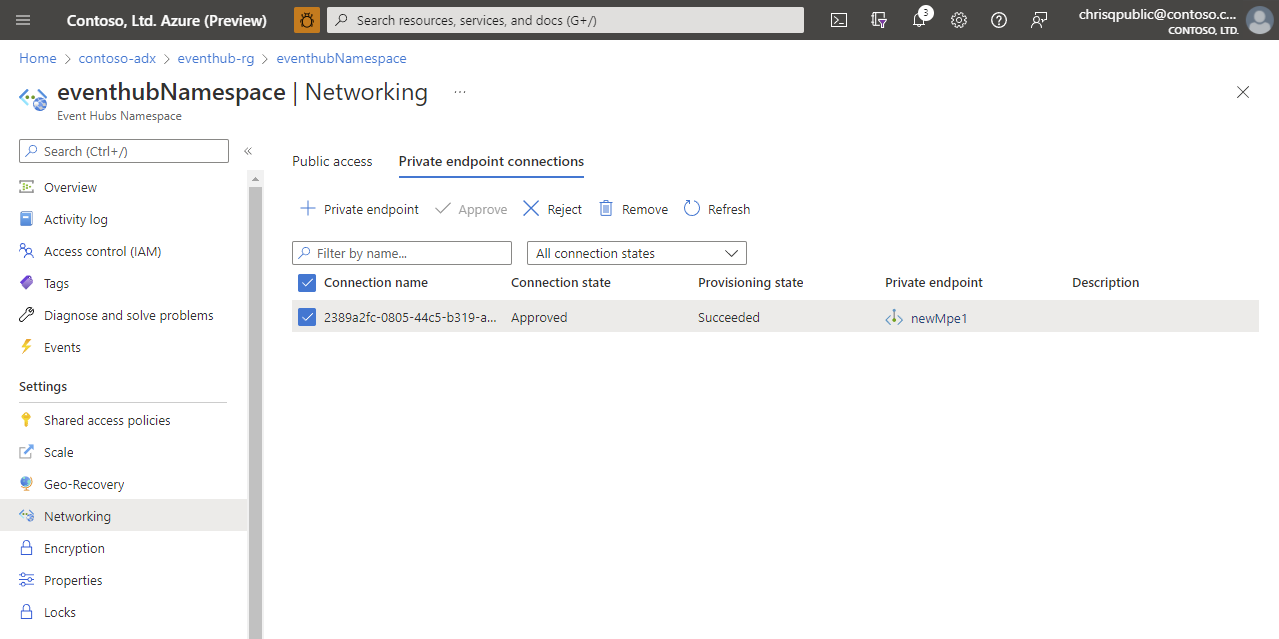 Contoso, Ltd. Azure (Preview)
Search resources, services, and docs (G+/)
3
chrisqpublic@contoso.c...
CONTOSO, LTD.
Home > contoso-adx > eventhub-rg > eventhubNamespace
eventhubNamespace | Networking ...
Event Hubs Namespace
Search (Ctrl+/)
«
Overview
Activity log
Access control (IAM)
Tags
Diagnose and solve problems
Events
Settings
Shared access policies
Scale
Geo-Recovery
Networking
Encryption
Properties
Locks
Public access Private endpoint connections
Private endpoint Approve Reject Remove Refresh
Filter by name... All connection states
Connection name Connection state Provisioning state Private endpoint Description
2389a2fc-0805-44c5-b319-a... Approved Succeeded newMpe1